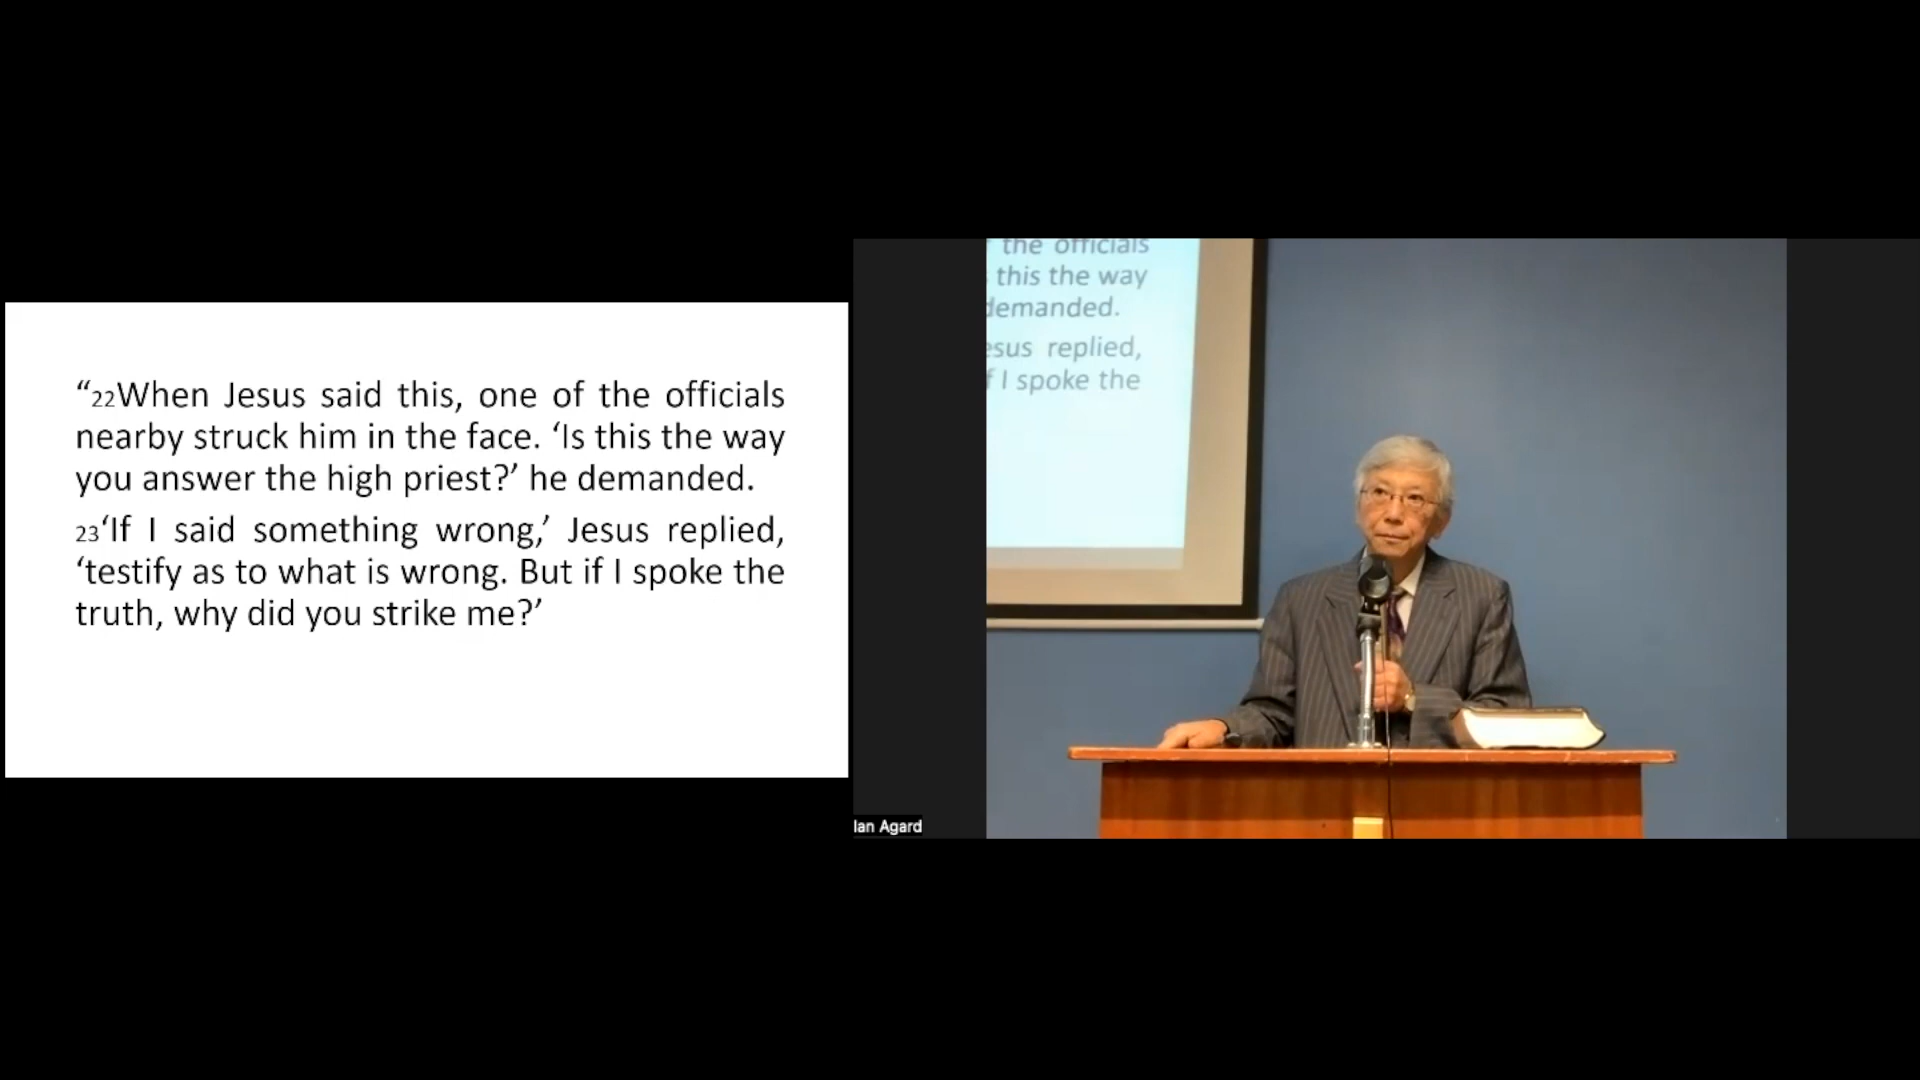 “22When Jesus said this, one of the officials
nearby struck him in the face. ‘Is this the way
you answer the high priest?’ he demanded.
23‘If I said something wrong,’ Jesus replied,
‘testify as to what is wrong. But if I spoke the
truth, why did you strike me?’
the officials
this the way
demanded.
esus replied,
f I spoke the
Ian Agard